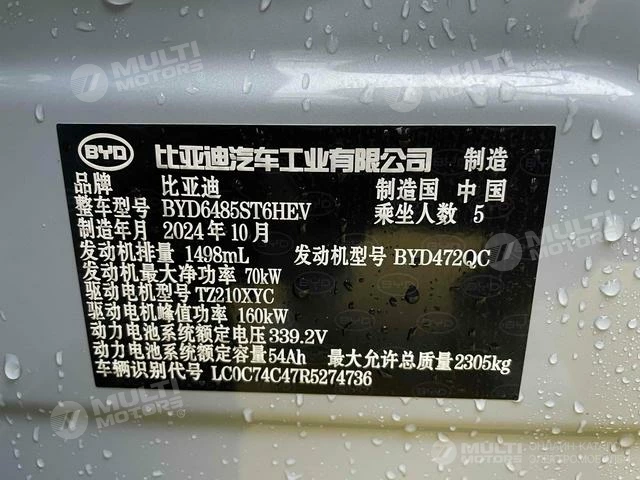 MULTI MOTORS
MULTI MOTORS
BYD 比亚迪汽车工业有限公司 制造
品牌 比亚迪 制造国 中国
整车型号 BYD6485ST6HEV 乘坐人数 5
制造年月 2024年10月
发动机排量 1498mL 发动机型号 BYD472QC
发动机最大净功率 70kW
驱动电机型号 TZ210XYC
驱动电机峰值功率 160kW
动力电池系统额定电压 339.2V
动力电池系统额定容量 54Ah 最大允许总质量 2305kg
车辆识别代号 LC0C74C47R5274736
MULTI MOTORS
MULTI MOTORS
ОНЛАЙН КАТАЛОГ
ЭЛЕКТРОМОБИЛЕЙ